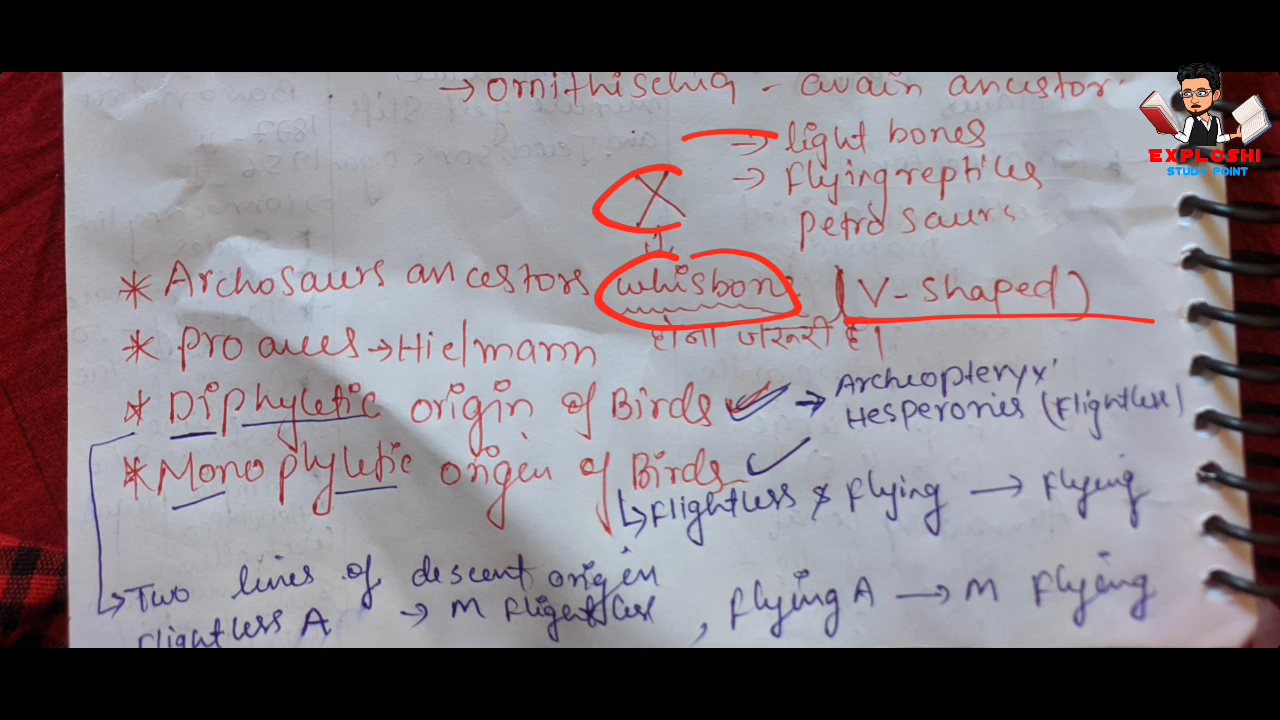 → ornithischia - avain ancestor.
→ light bones
→ Flying reptiles
Petrosaurs
* Archosaurs ancestors whisbone (V-shaped)
होना जरूरी है।
* Pro aues → Hielmann
* Diphyletic origin of Birds → Archeopteryx
Hesperonies (Flightless)
* Monophyletic origen of Birds
↳ Flightless & Flying → Flying
↳ Two lines of descent origin
Flightless A → M Flightless , Flying A → M Flying
EXPLOSHI
STUDY POINT